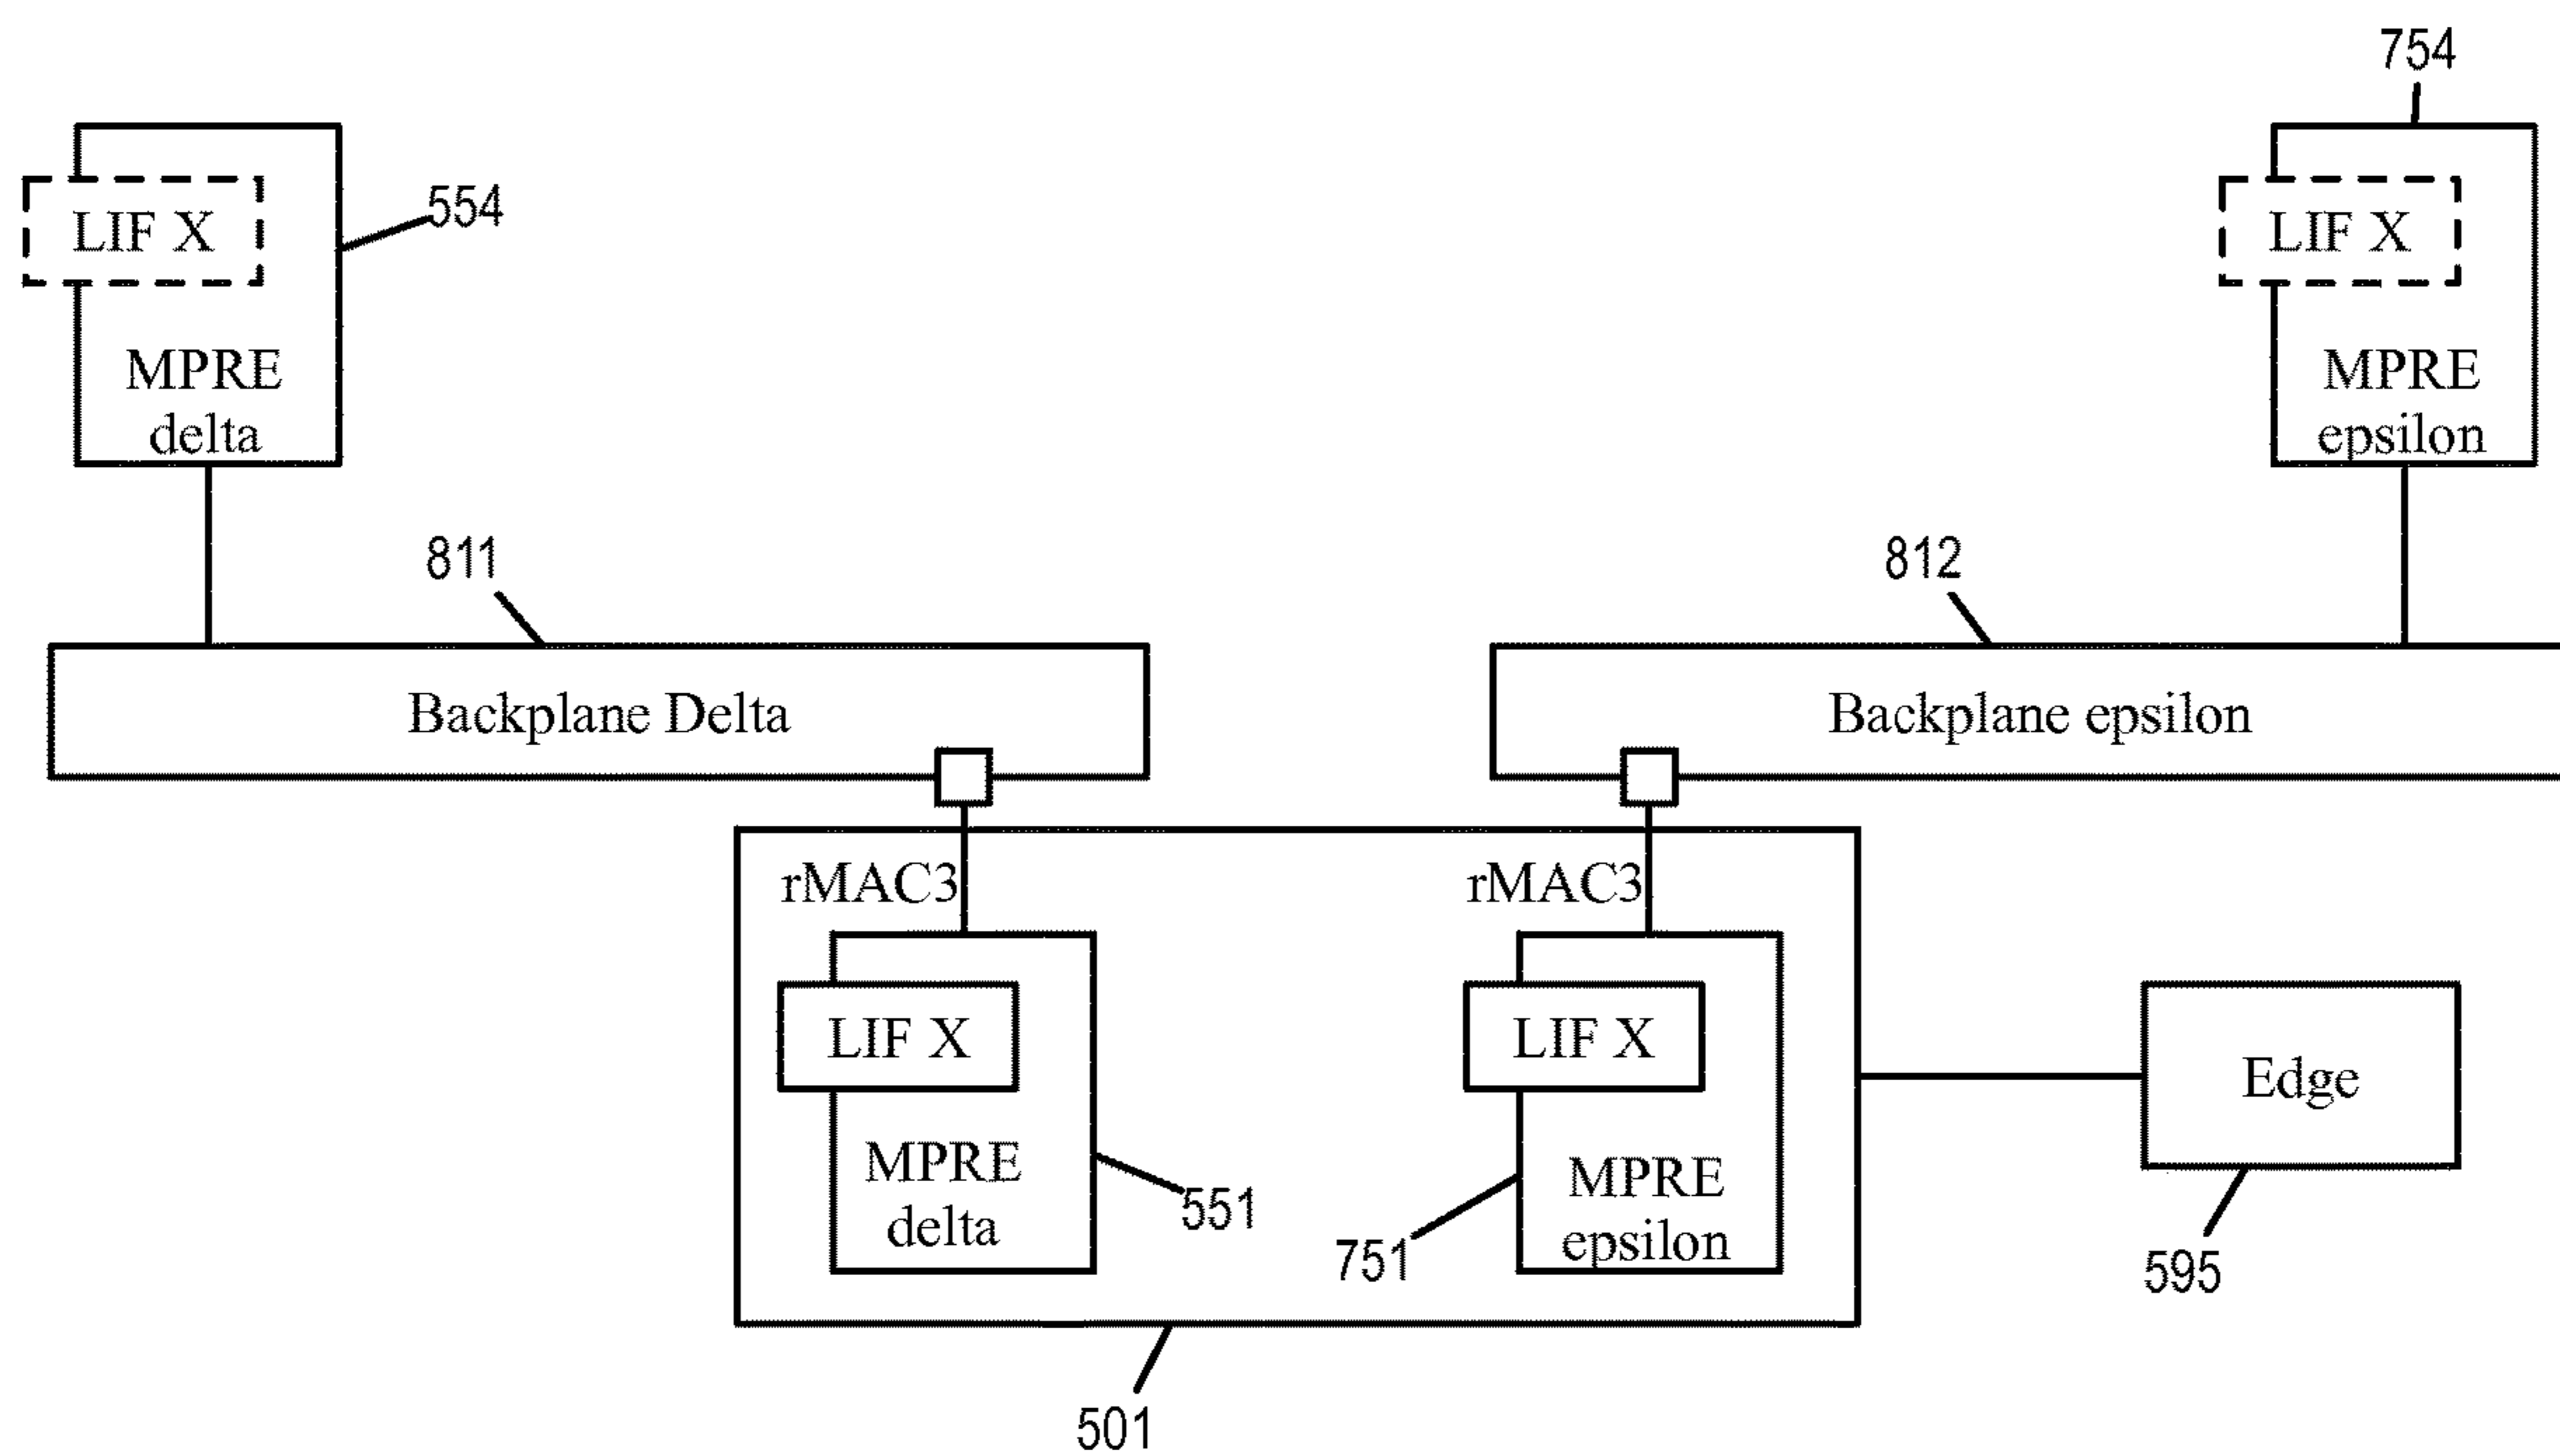 754
LIF X
554
LIF X
MPRE
delta
MPRE
epsilon
811
812
Backplane Delta
Backplane epsilon
rMAC3
rMAC3
LIF X
LIF X
Edge
MPRE
delta
MPRE
epsilon
551
751
595
501